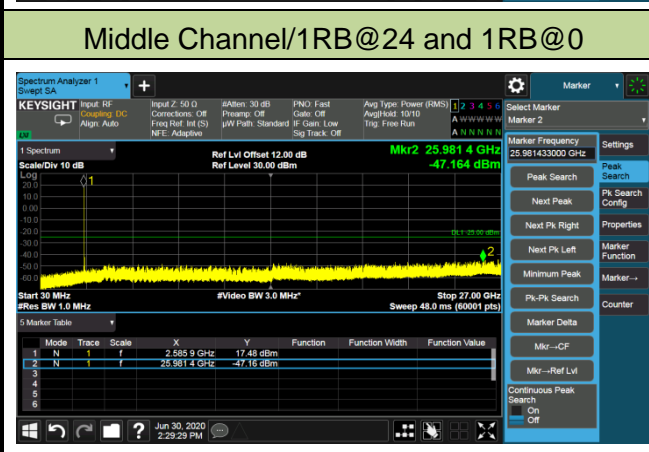 Middle Channel/1RB@24 and 1RB@0
Spectrum Analyzer 1
Swept SA
+
Marker
KEYSIGHT
Input: RF
Coupling: DC
Align: Auto
Input Z: 50 Ω
Corrections: Off
Freq Ref: Int (S)
NFE: Adaptive
#Atten: 30 dB
Preamp: Off
µW Path: Standard
PNO: Fast
Gate: Off
IF Gain: Low
Sig Track: Off
Avg Type: Power (RMS)
Avg|Hold: 10/10
Trig: Free Run
1 2 3 4 5 6
A W W W W W
A N N N N N
LXI
Select Marker
Marker 2
Marker Frequency
25.981433000 GHz
Settings
1 Spectrum
Scale/Div 10 dB
Ref Lvl Offset 12.00 dB
Ref Level 30.00 dBm
Mkr2 25.981 4 GHz
-47.164 dBm
Log
20.0
10.0
0.00
-10.0
-20.0
-30.0
-40.0
-50.0
-60.0
1
2
DL1 -25.00 dBm
Start 30 MHz
#Res BW 1.0 MHz
#Video BW 3.0 MHz*
Stop 27.00 GHz
Sweep 48.0 ms (60001 pts)
Peak Search
Next Peak
Next Pk Right
Next Pk Left
Minimum Peak
Pk-Pk Search
Marker Delta
Mkr→CF
Mkr→Ref Lvl
Continuous Peak Search
On
Off
Peak Search
Pk Search Config
Properties
Marker Function
Marker→
Counter
5 Marker Table
Mode Trace Scale X Y Function Function Width Function Value
1 N 1 f 2.585 9 GHz 17.48 dBm
2 N 1 f 25.981 4 GHz -47.16 dBm
3
4
5
6
?
Jun 30, 2020
2:29:29 PM